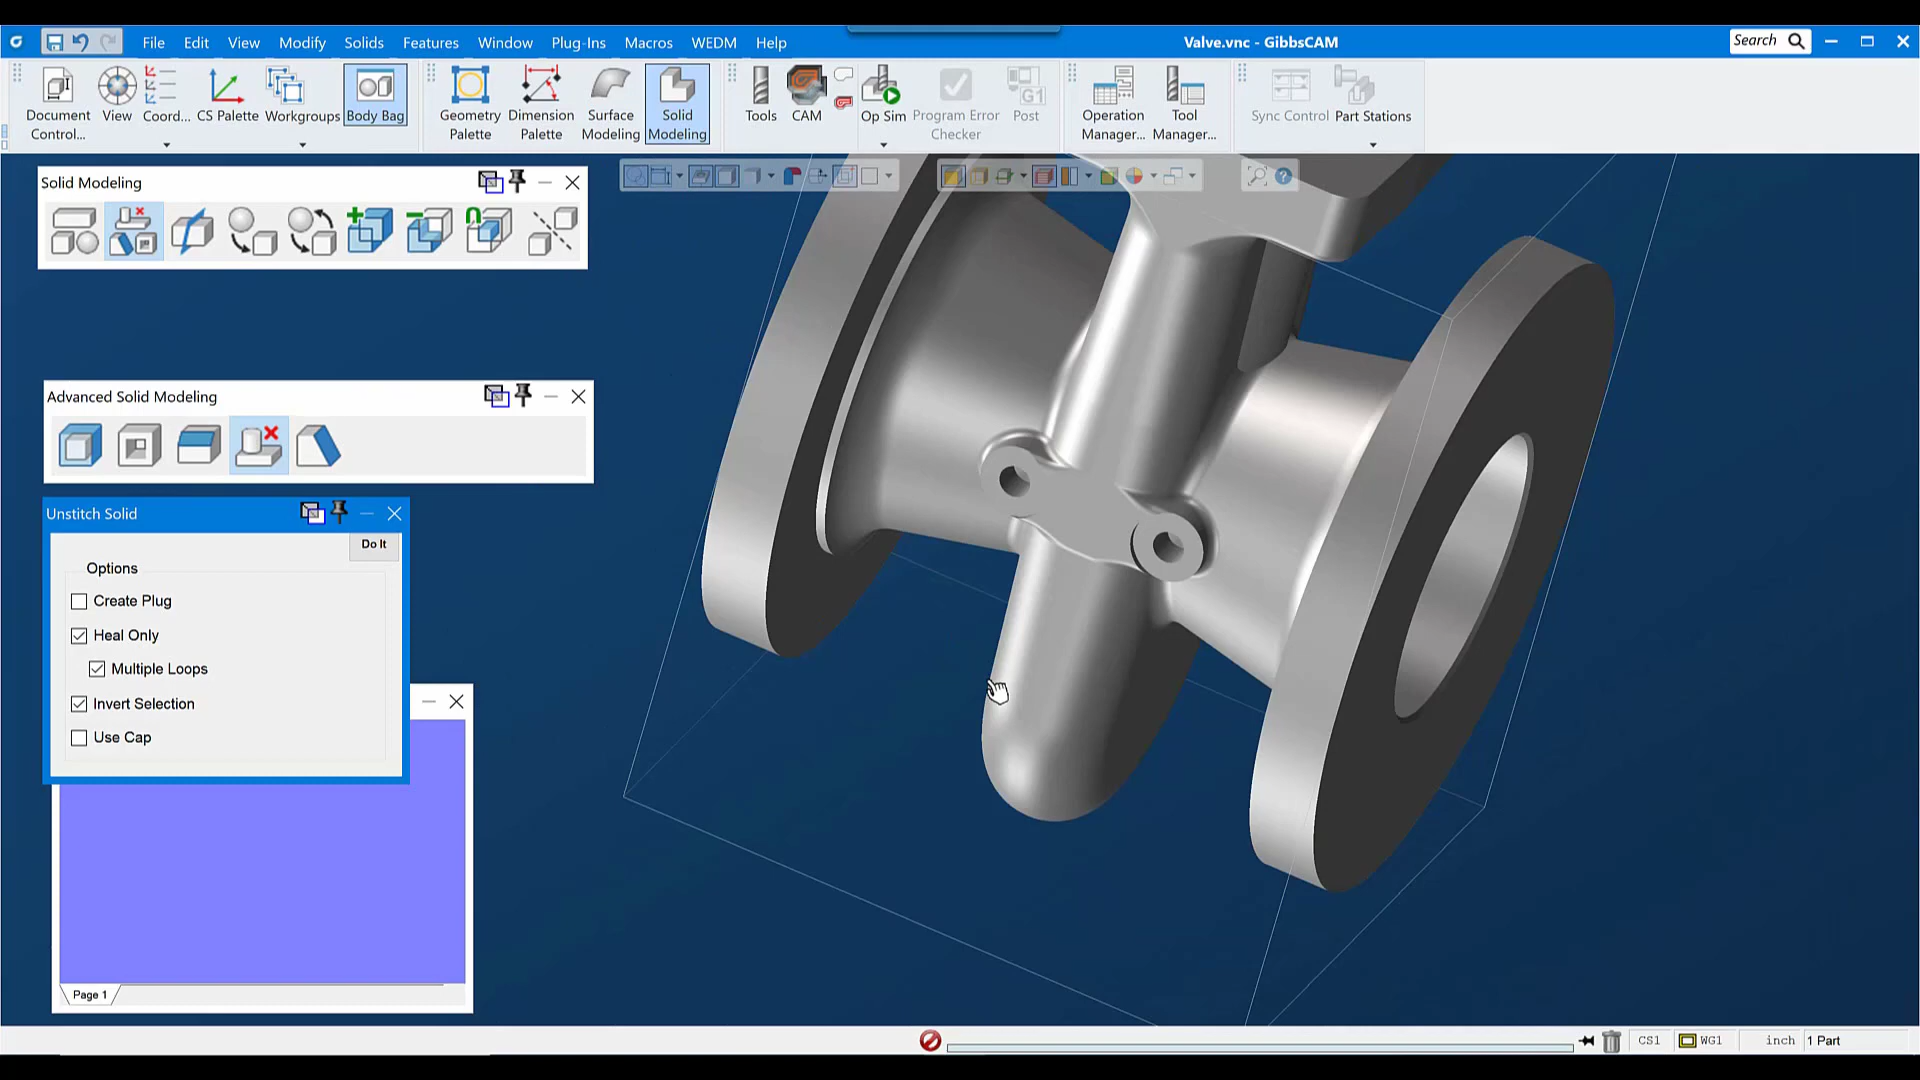 File Edit View Modify Solids Features Window Plug-Ins Macros WEDM Help
Valve.vnc - GibbsCAM
Search
Document Control...
View
Coord...
CS Palette
Workgroups
Body Bag
Geometry Palette
Dimension Palette
Surface Modeling
Solid Modeling
Tools
CAM
Op Sim
Program Error Checker
G1
Post
Operation Manager...
Tool Manager...
Sync Control
Part Stations
Solid Modeling
Advanced Solid Modeling
Unstitch Solid
Do It
Options
Create Plug
Heal Only
Multiple Loops
Invert Selection
Use Cap
Page 1
CS1
WG1
inch
1 Part